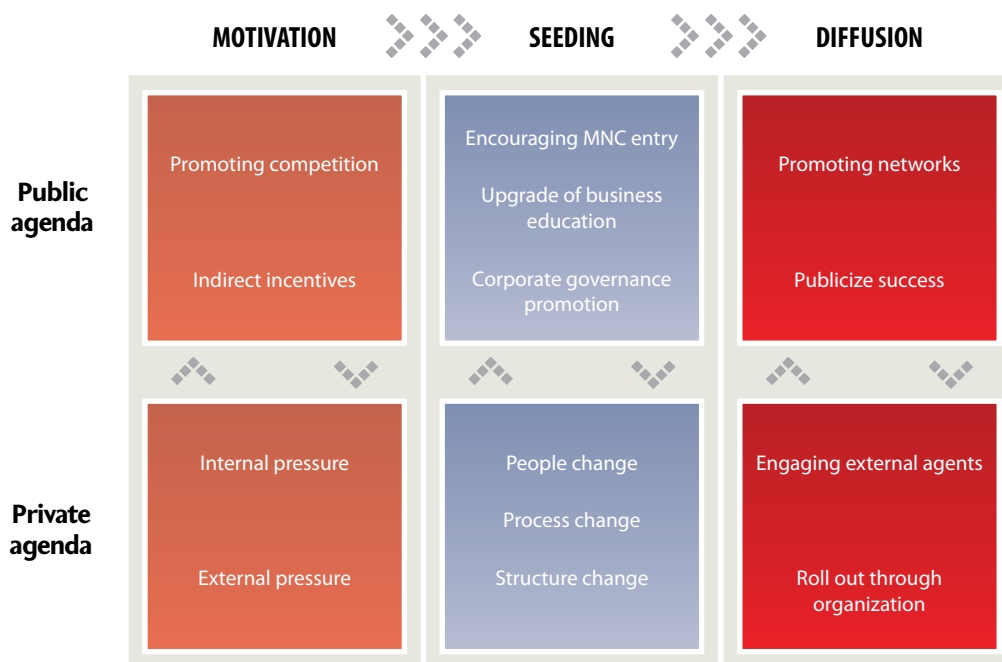 MOTIVATION
SEEDING
DIFFUSION
Public
agenda
Promoting competition
Indirect incentives
Encouraging MNC entry
Upgrade of business
education
Corporate governance
promotion
Promoting networks
Publicize success
Private
agenda
Internal pressure
External pressure
People change
Process change
Structure change
Engaging external agents
Roll out through
organization